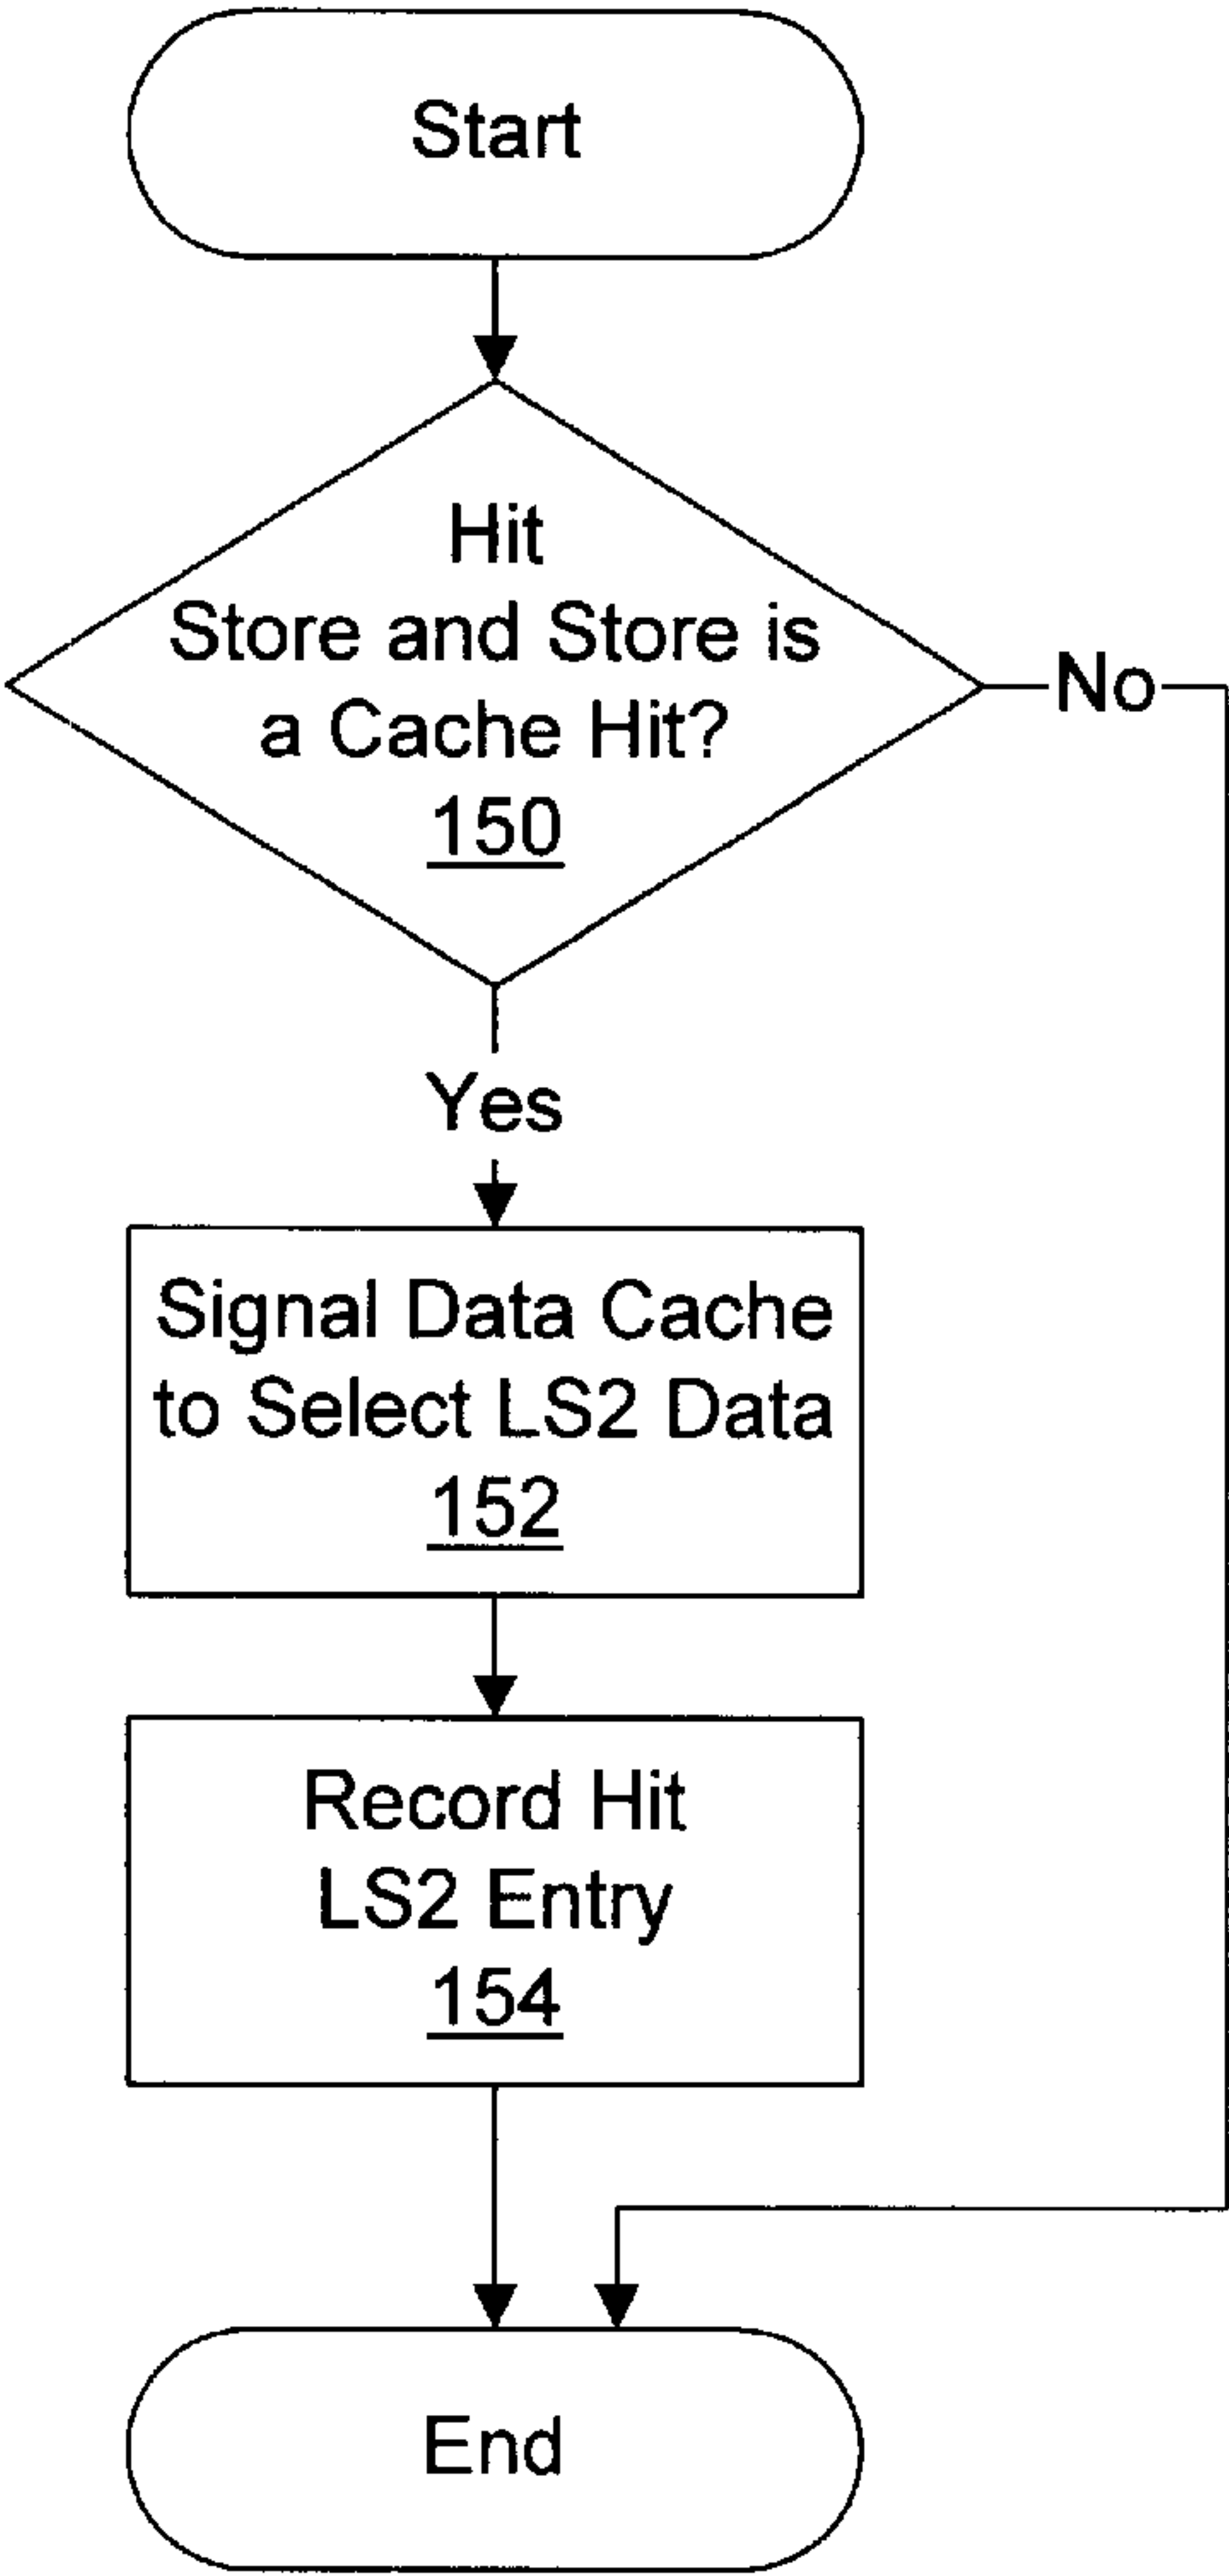 Start
Hit
Store and Store is
a Cache Hit?
150
No
Yes
Signal Data Cache
to Select LS2 Data
152
Record Hit
LS2 Entry
154
End